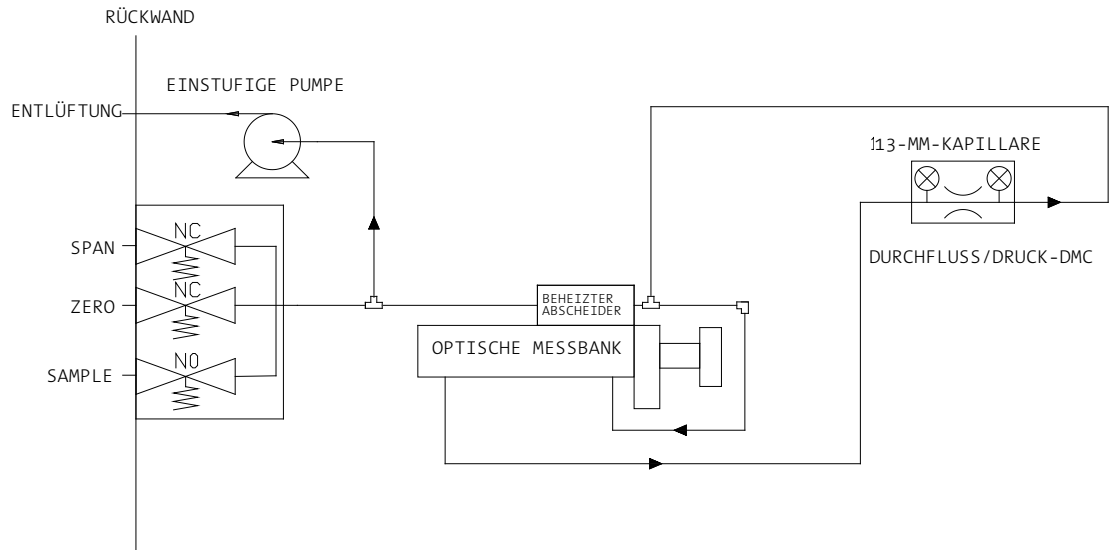 RÜCKWAND
EINSTUFIGE PUMPE
ENTLÜFTUNG
113-MM-KAPILLARE
NC
SPAN
DURCHFLUSS/DRUCK-DMC
NC
ZERO
BEHEIZTER
ABSCHEIDER
OPTISCHE MESSBANK
NO
SAMPLE